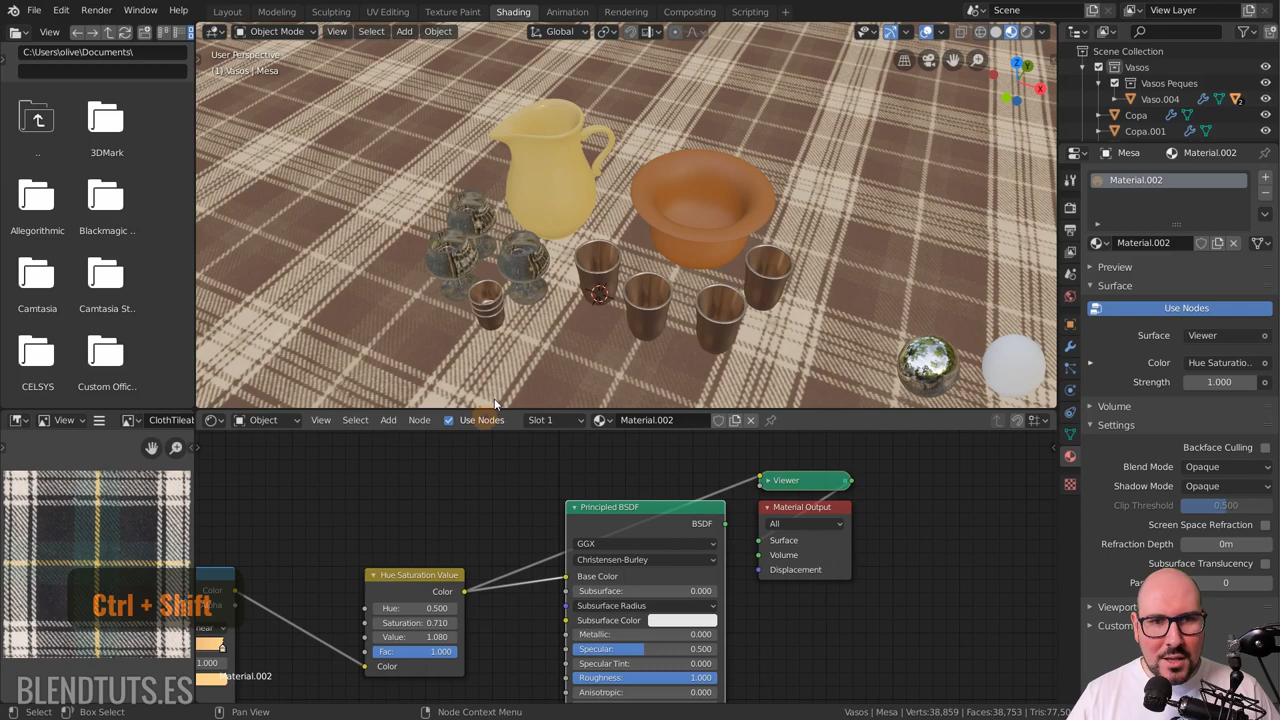 File Edit Render Window Help
Layout Modeling Sculpting UV Editing Texture Paint Shading Animation Rendering Compositing Scripting +
Scene
View Layer
View
Object Mode View Select Add Object
Global
C:\Users\olive\Documents\
..
3DMark
Allegorithmic
Blackmagic ..
Camtasia
Camtasia St..
CELSYS
Custom Offic..
User Perspective
(1) Vasos | Mesa
Z
Y
X
Scene Collection
Vasos
Vasos Peques
Vaso.004
2
Copa
Copa.001
Mesa
Material.002
Material.002
Material.002
Preview
Surface
Use Nodes
Surface
Viewer
Color
Hue Saturatio..
Strength
1.000
Volume
Settings
Backface Culling
Blend Mode
Opaque
Shadow Mode
Opaque
Clip Threshold
0.500
Screen Space Refraction
Refraction Depth
0m
Subsurface Translucency
0
View
ClothTileab
Object View Select Add Node
Use Nodes
Slot 1
Material.002
Viewer
Principled BSDF
BSDF
GGX
Christensen-Burley
Base Color
Subsurface: 0.000
Subsurface Radius
Subsurface Color
Metallic: 0.000
Specular: 0.500
Specular Tint: 0.000
Roughness: 1.000
Anisotropic: 0.000
Material Output
All
Surface
Volume
Displacement
Hue Saturation Value
Color
Hue: 0.500
Saturation: 0.710
Value: 1.080
Fac: 1.000
Color
Color
1.000
Ctrl + Shift
Material.002
BLENDTUTS.ES
Select
Box Select
Pan View
Node Context Menu
Vasos | Mesa | Verts:38,859 | Faces:38,753 | Tris:77,50